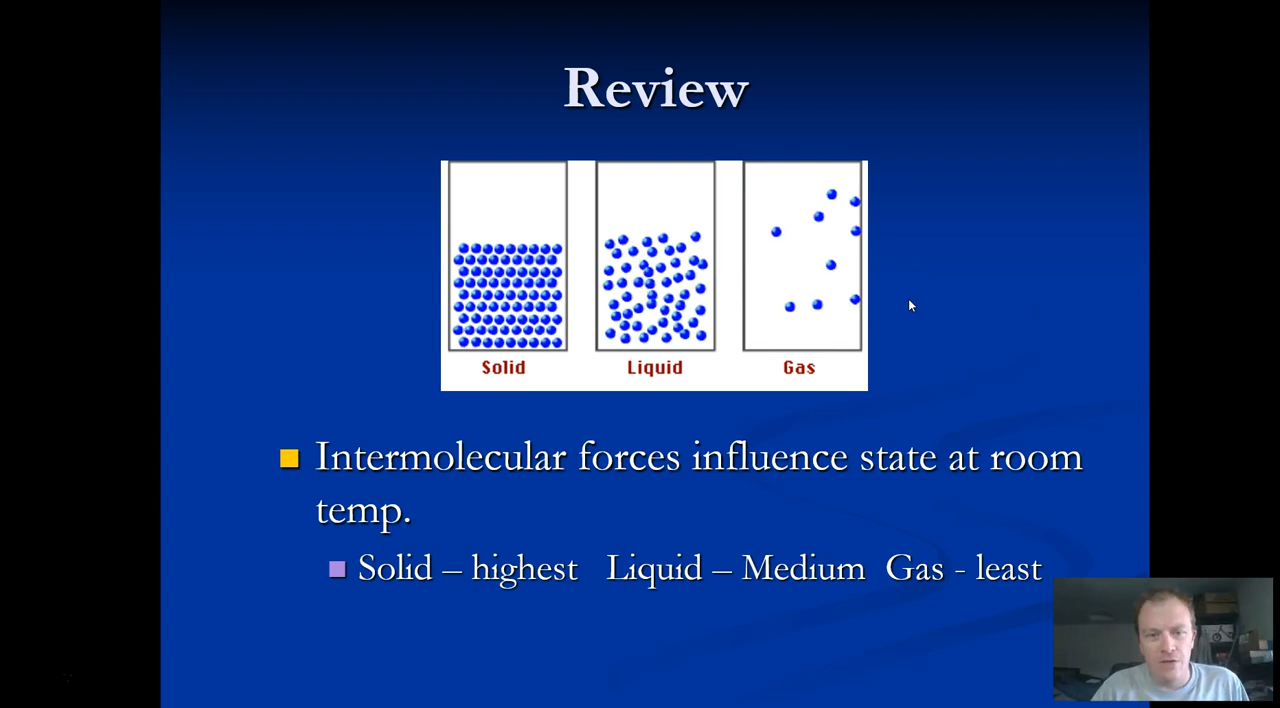 Review
Solid Liquid Gas
Intermolecular forces influence state at room
temp.
Solid – highest Liquid – Medium Gas - least